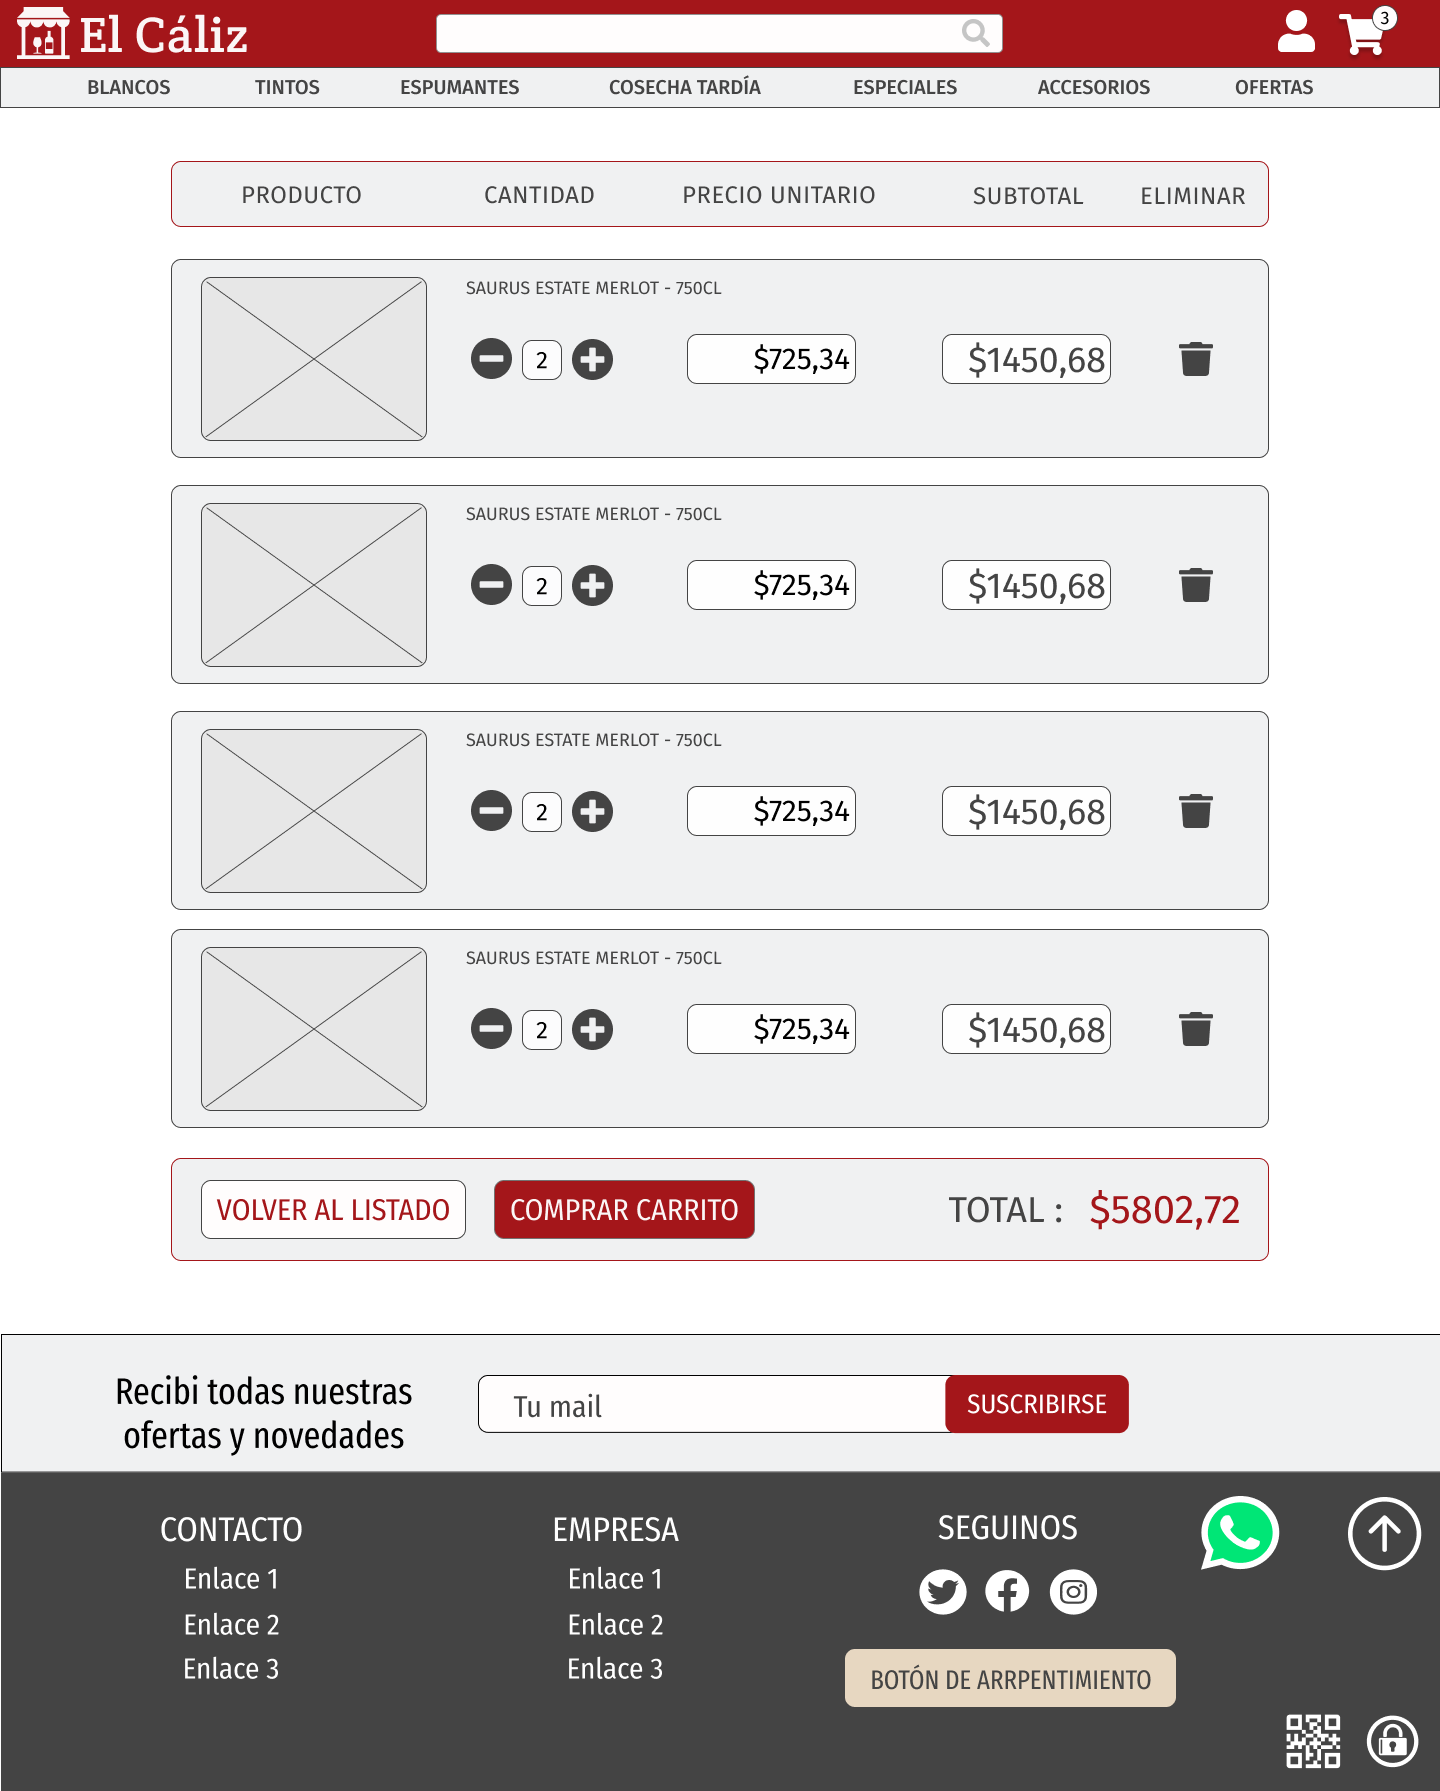 El Cáliz
3
BLANCOS TINTOS ESPUMANTES COSECHA TARDÍA ESPECIALES ACCESORIOS OFERTAS
PRODUCTO CANTIDAD PRECIO UNITARIO SUBTOTAL ELIMINAR
SAURUS ESTATE MERLOT - 750CL
2 $725,34 $1450,68
SAURUS ESTATE MERLOT - 750CL
2 $725,34 $1450,68
SAURUS ESTATE MERLOT - 750CL
2 $725,34 $1450,68
SAURUS ESTATE MERLOT - 750CL
2 $725,34 $1450,68
VOLVER AL LISTADO COMPRAR CARRITO TOTAL : $5802,72
Recibi todas nuestras
ofertas y novedades
Tu mail SUSCRIBIRSE
CONTACTO
Enlace 1
Enlace 2
Enlace 3
EMPRESA
Enlace 1
Enlace 2
Enlace 3
SEGUINOS
BOTÓN DE ARRPENTIMIENTO